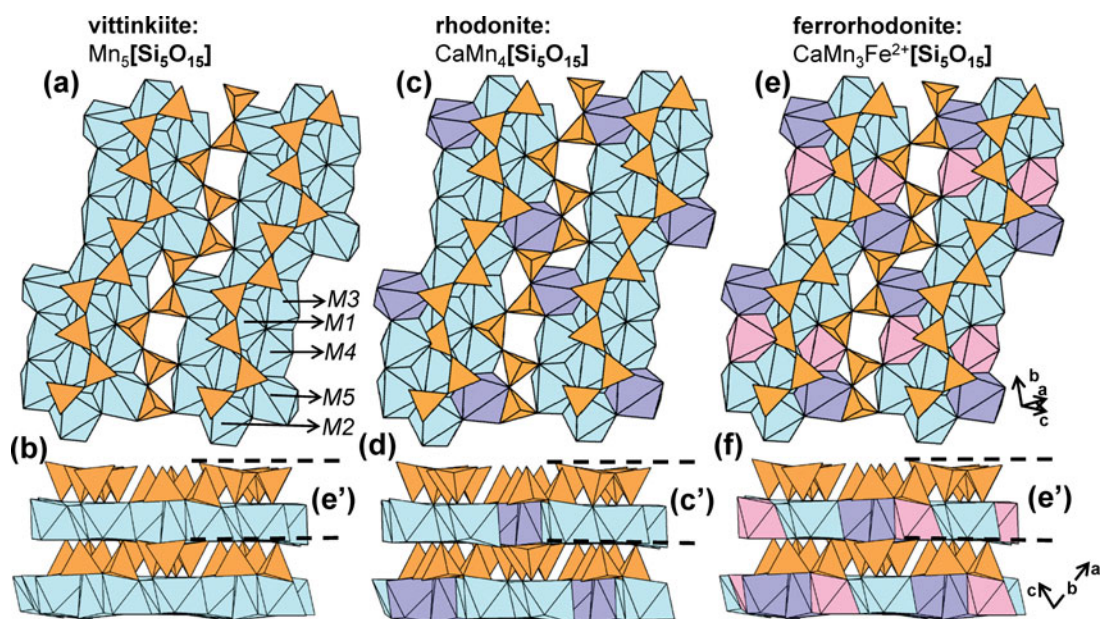 vittinkiite:
Mn₅[Si₅O₁₅]
rhodonite:
CaMn₄[Si₅O₁₅]
ferrorhodonite:
CaMn₃Fe²⁺[Si₅O₁₅]
(a)
(c)
(e)
M3
M1
M4
M5
M2
b
a
c
(b)
(d)
(f)
(e')
(c')
(e')
a
c
b